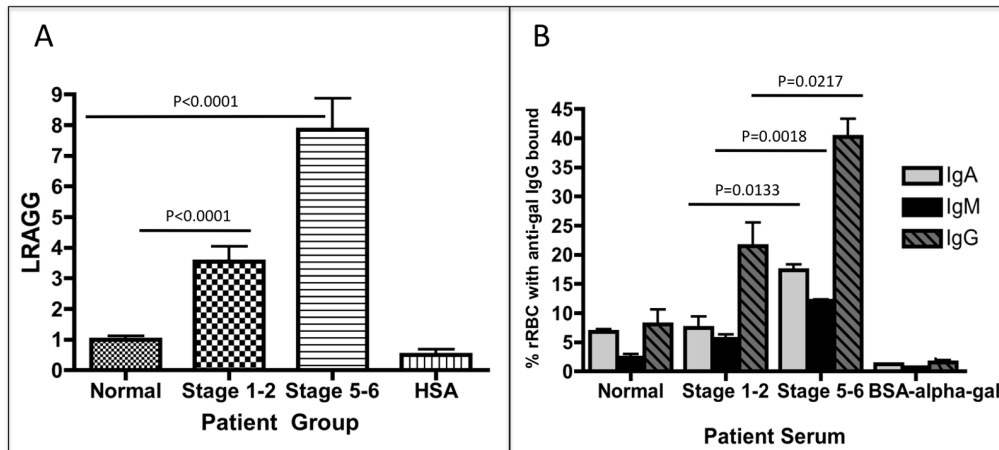 A
9
8
7
6
5
4
3
2
1
0
LRAGG
P<0.0001
P<0.0001
Normal Stage 1-2 Stage 5-6 HSA
Patient Group
B
45
40
35
30
25
20
15
10
5
0
% rRBC with anti-gal IgG bound
P=0.0217
P=0.0018
P=0.0133
IgA
IgM
IgG
Normal Stage 1-2 Stage 5-6 BSA-alpha-gal
Patient Serum